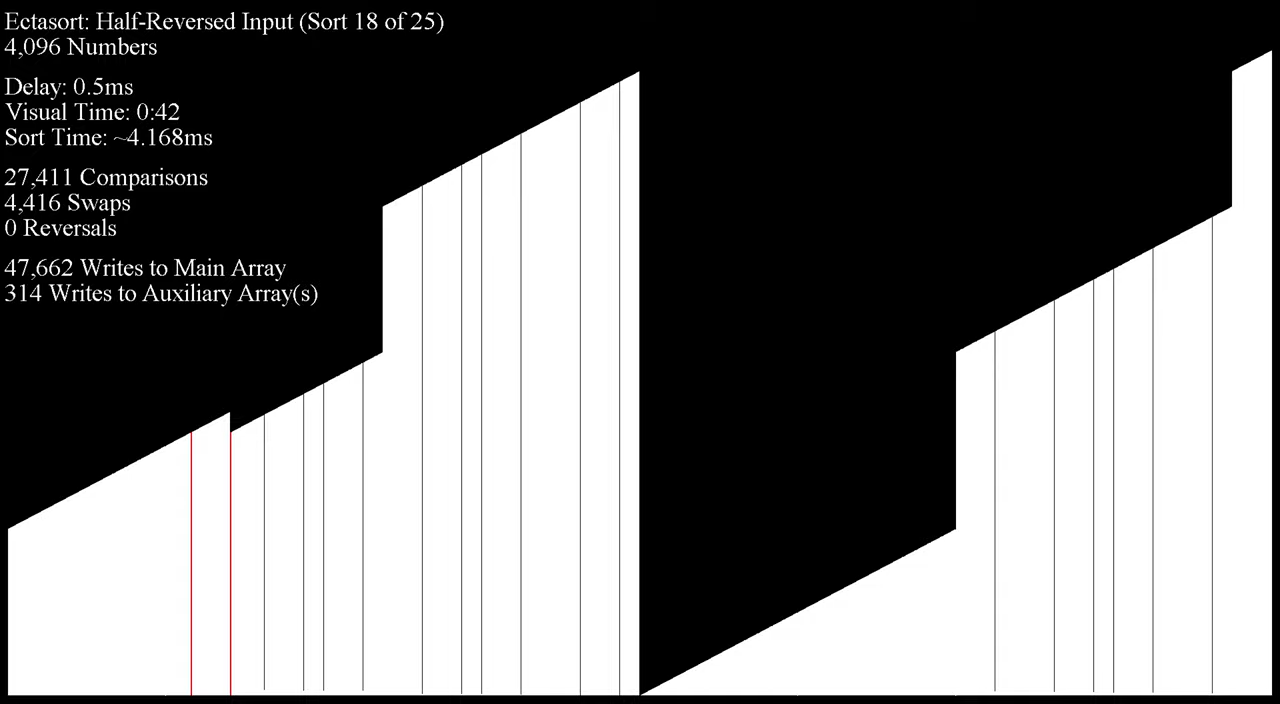 Ectasort: Half-Reversed Input (Sort 18 of 25)
4,096 Numbers
Delay: 0.5ms
Visual Time: 0:42
Sort Time: ~4.168ms
27,411 Comparisons
4,416 Swaps
0 Reversals
47,662 Writes to Main Array
314 Writes to Auxiliary Array(s)